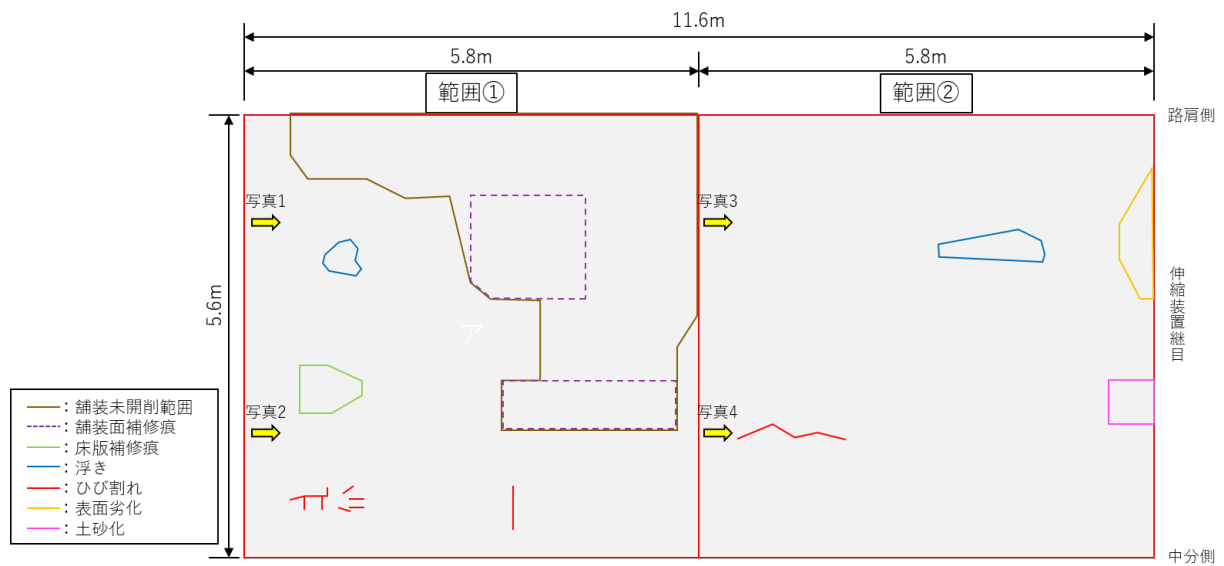 11.6m
5.8m
5.8m
範囲①
範囲②
路肩側
写真1
写真3
5.6m
伸縮装置継目
ア
写真2
写真4
：舗装未開削範囲
：舗装面補修痕
：床版補修痕
：浮き
：ひび割れ
：表面劣化
：土砂化
中分側